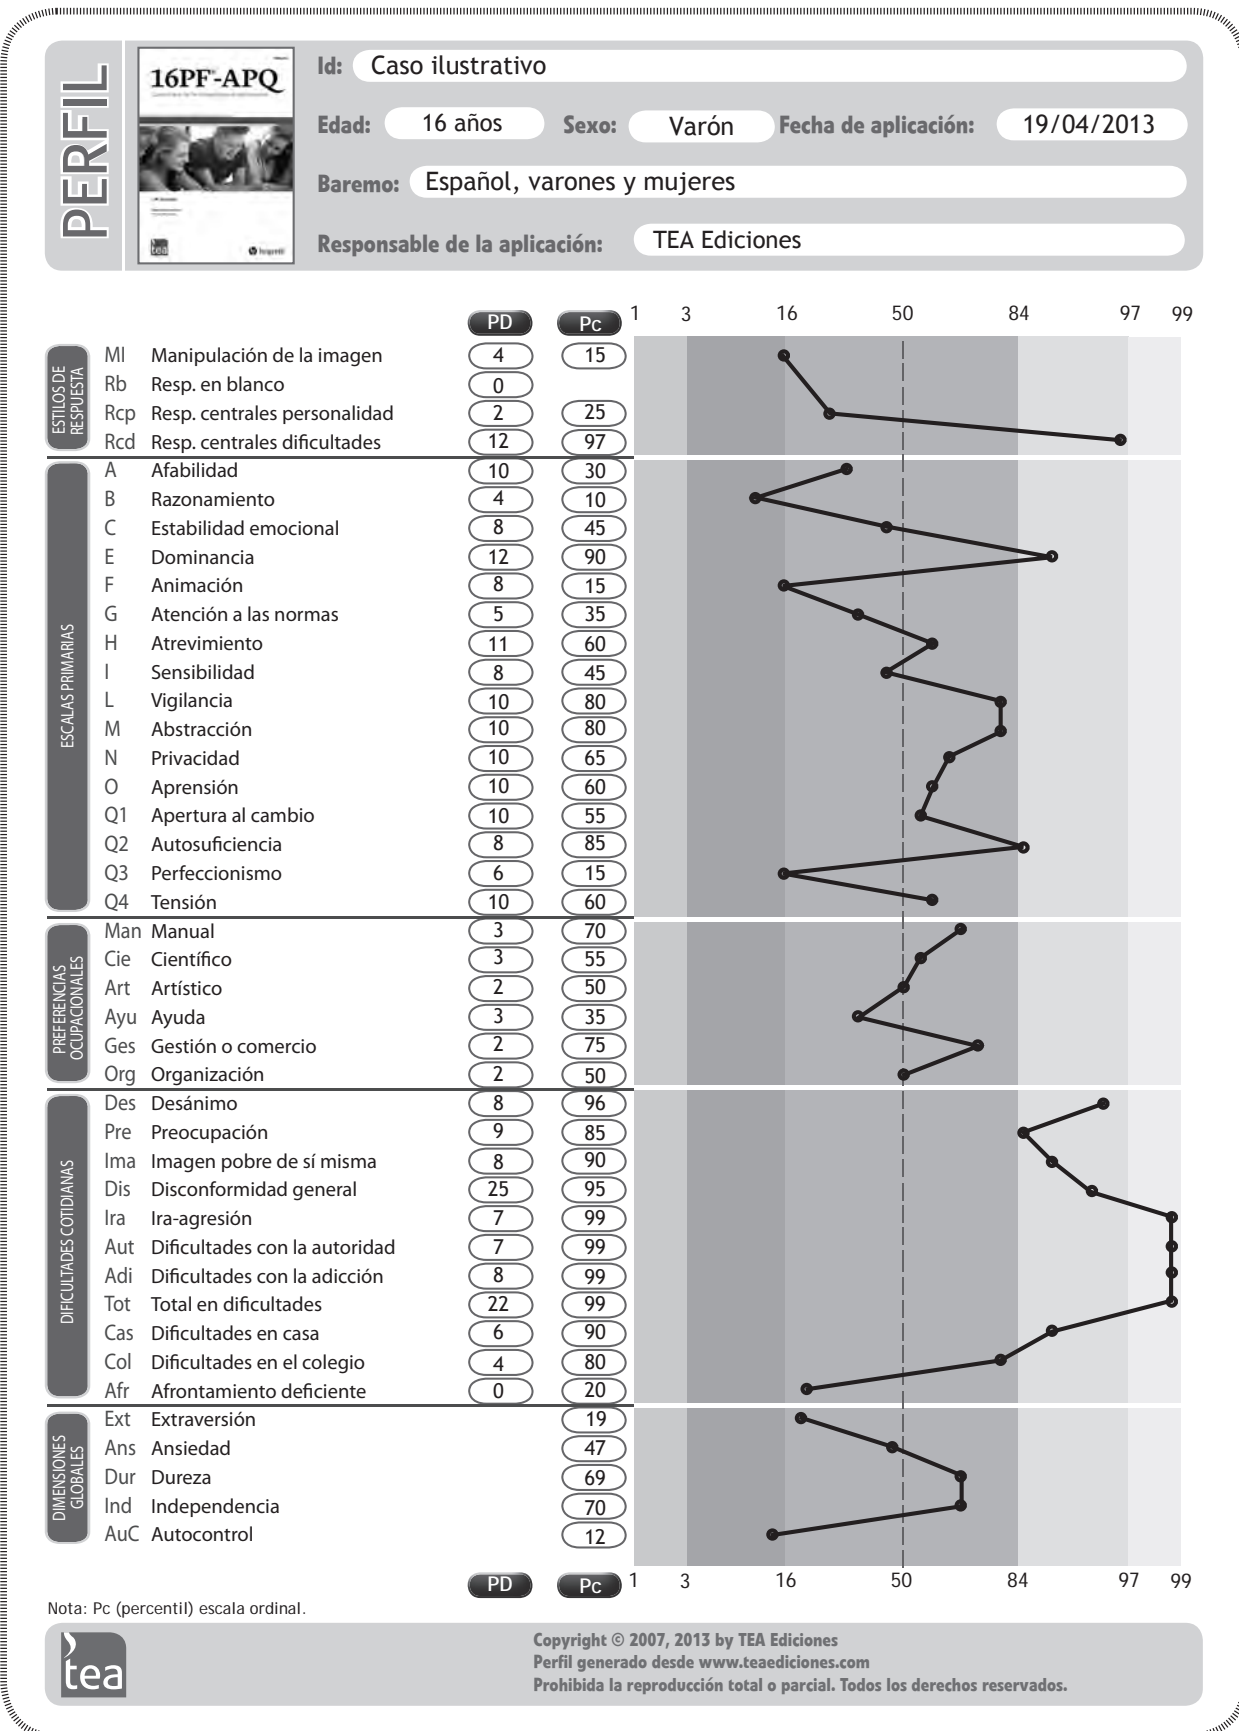 PERFIL
16PF®-APQ
tea
hogrefe
Id: Caso ilustrativo
Edad: 16 años Sexo: Varón Fecha de aplicación: 19/04/2013
Baremo: Español, varones y mujeres
Responsable de la aplicación: TEA Ediciones
PD Pc 1 3 16 50 84 97 99
ESTILOS DE RESPUESTA
MI Manipulación de la imagen 4 15
Rb Resp. en blanco 0
Rcp Resp. centrales personalidad 2 25
Rcd Resp. centrales dificultades 12 97
ESCALAS PRIMARIAS
A Afabilidad 10 30
B Razonamiento 4 10
C Estabilidad emocional 8 45
E Dominancia 12 90
F Animación 8 15
G Atención a las normas 5 35
H Atrevimiento 11 60
I Sensibilidad 8 45
L Vigilancia 10 80
M Abstracción 10 80
N Privacidad 10 65
O Aprensión 10 60
Q1 Apertura al cambio 10 55
Q2 Autosuficiencia 8 85
Q3 Perfeccionismo 6 15
Q4 Tensión 10 60
PREFERENCIAS OCUPACIONALES
Man Manual 3 70
Cie Científico 3 55
Art Artístico 2 50
Ayu Ayuda 3 35
Ges Gestión o comercio 2 75
Org Organización 2 50
DIFICULTADES COTIDIANAS
Des Desánimo 8 96
Pre Preocupación 9 85
Ima Imagen pobre de sí misma 8 90
Dis Disconformidad general 25 95
Ira Ira-agresión 7 99
Aut Dificultades con la autoridad 7 99
Adi Dificultades con la adicción 8 99
Tot Total en dificultades 22 99
Cas Dificultades en casa 6 90
Col Dificultades en el colegio 4 80
Afr Afrontamiento deficiente 0 20
DIMENSIONES GLOBALES
Ext Extraversión 19
Ans Ansiedad 47
Dur Dureza 69
Ind Independencia 70
AuC Autocontrol 12
PD Pc 1 3 16 50 84 97 99
Nota: Pc (percentil) escala ordinal.
tea
Copyright © 2007, 2013 by TEA Ediciones
Perfil generado desde www.teaediciones.com
Prohibida la reproducción total o parcial. Todos los derechos reservados.